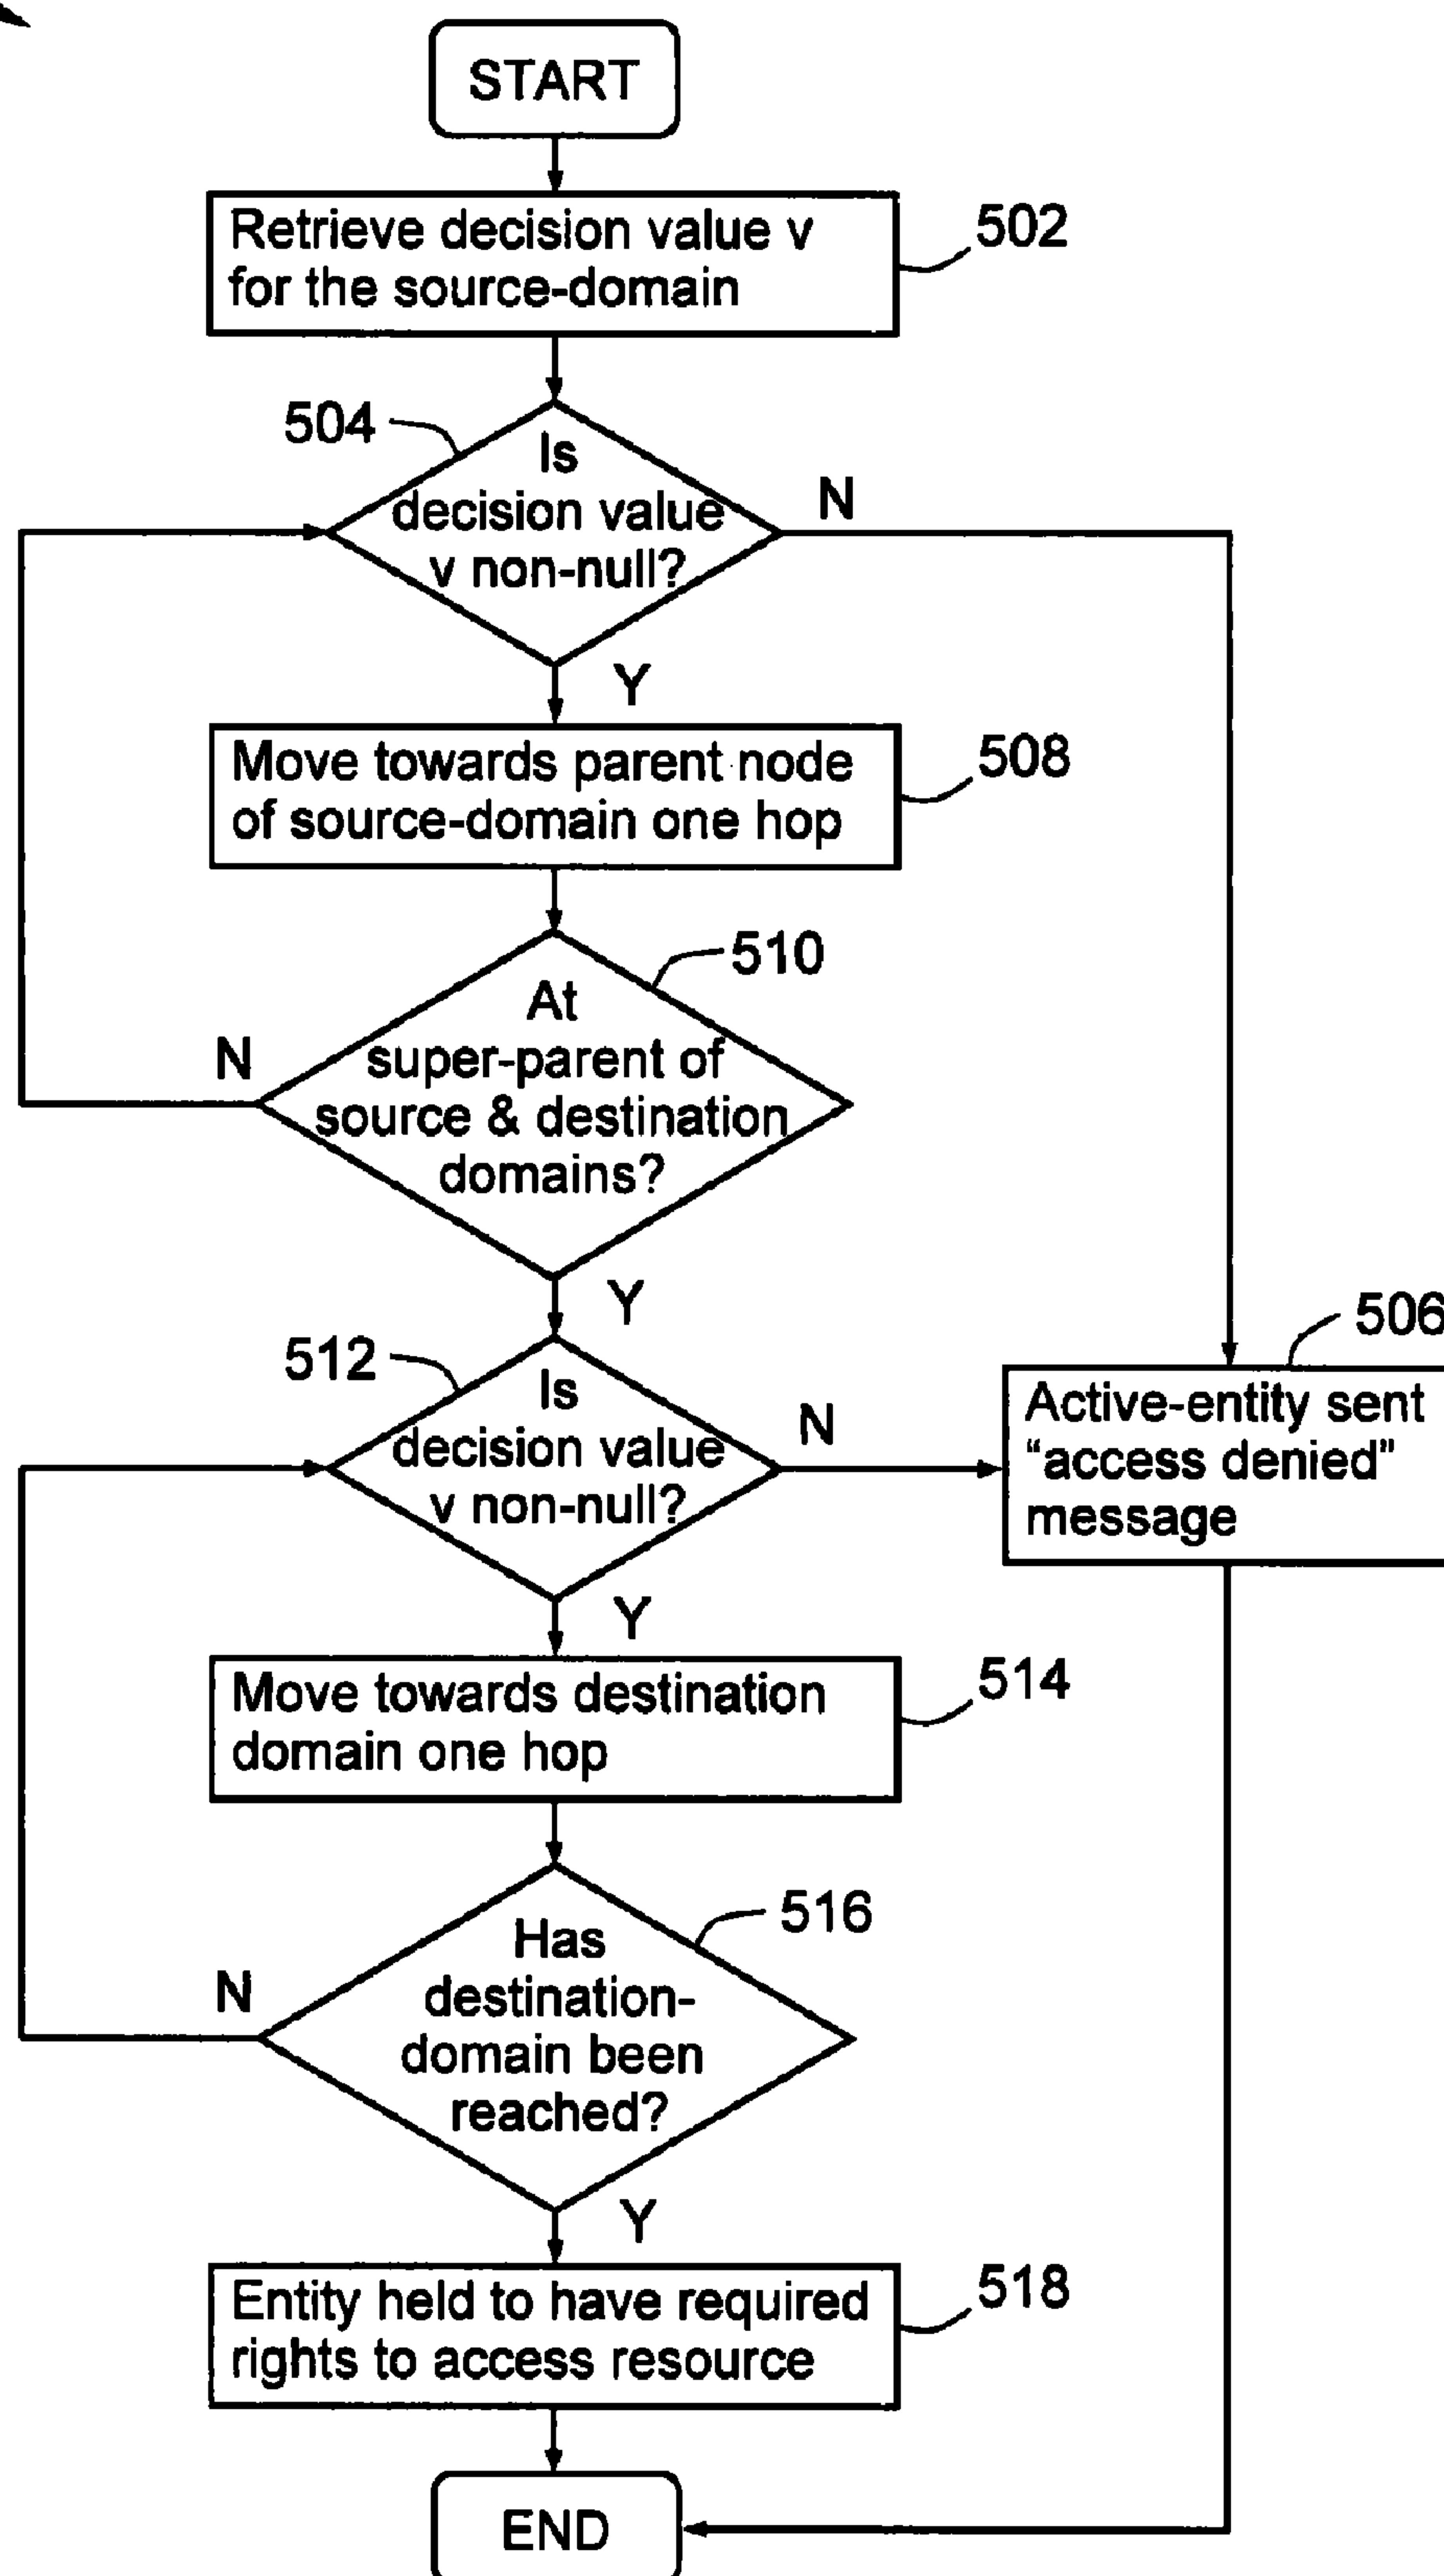 START
Retrieve decision value v
for the source-domain
502
504
Is
decision value
v non-null?
N
Y
Move towards parent node
of source-domain one hop
508
510
At
super-parent of
source & destination
domains?
N
Y
512
Is
decision value
v non-null?
N
Y
506
Active-entity sent
“access denied”
message
Move towards destination
domain one hop
514
516
Has
destination-
domain been
reached?
N
Y
Entity held to have required
rights to access resource
518
END